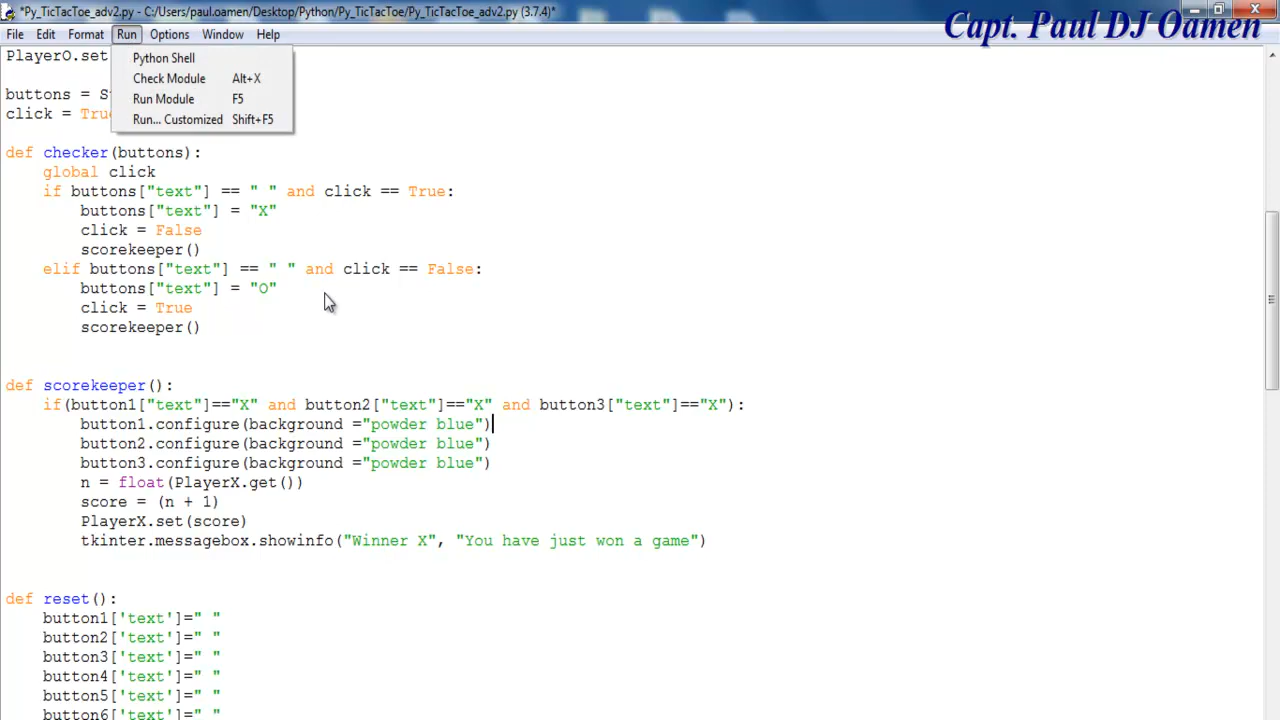 *Py_TicTacToe_adv2.py - C:/Users/paul.oamen/Desktop/Python/Py_TicTacToe/Py_TicTacToe_adv2.py (3.7.4)*
Capt. Paul DJ Oamen
File Edit Format Run Options Window Help
PlayerO.set
Python Shell
Check Module Alt+X
Run Module F5
Run... Customized Shift+F5
buttons = S
click = True
def checker(buttons):
    global click
    if buttons["text"] == " " and click == True:
        buttons["text"] = "X"
        click = False
        scorekeeper()
    elif buttons["text"] == " " and click == False:
        buttons["text"] = "O"
        click = True
        scorekeeper()
def scorekeeper():
    if(button1["text"]=="X" and button2["text"]=="X" and button3["text"]=="X"):
        button1.configure(background ="powder blue")
        button2.configure(background ="powder blue")
        button3.configure(background ="powder blue")
        n = float(PlayerX.get())
        score = (n + 1)
        PlayerX.set(score)
        tkinter.messagebox.showinfo("Winner X", "You have just won a game")
def reset():
    button1['text']=" "
    button2['text']=" "
    button3['text']=" "
    button4['text']=" "
    button5['text']=" "
    button6['text']=" "